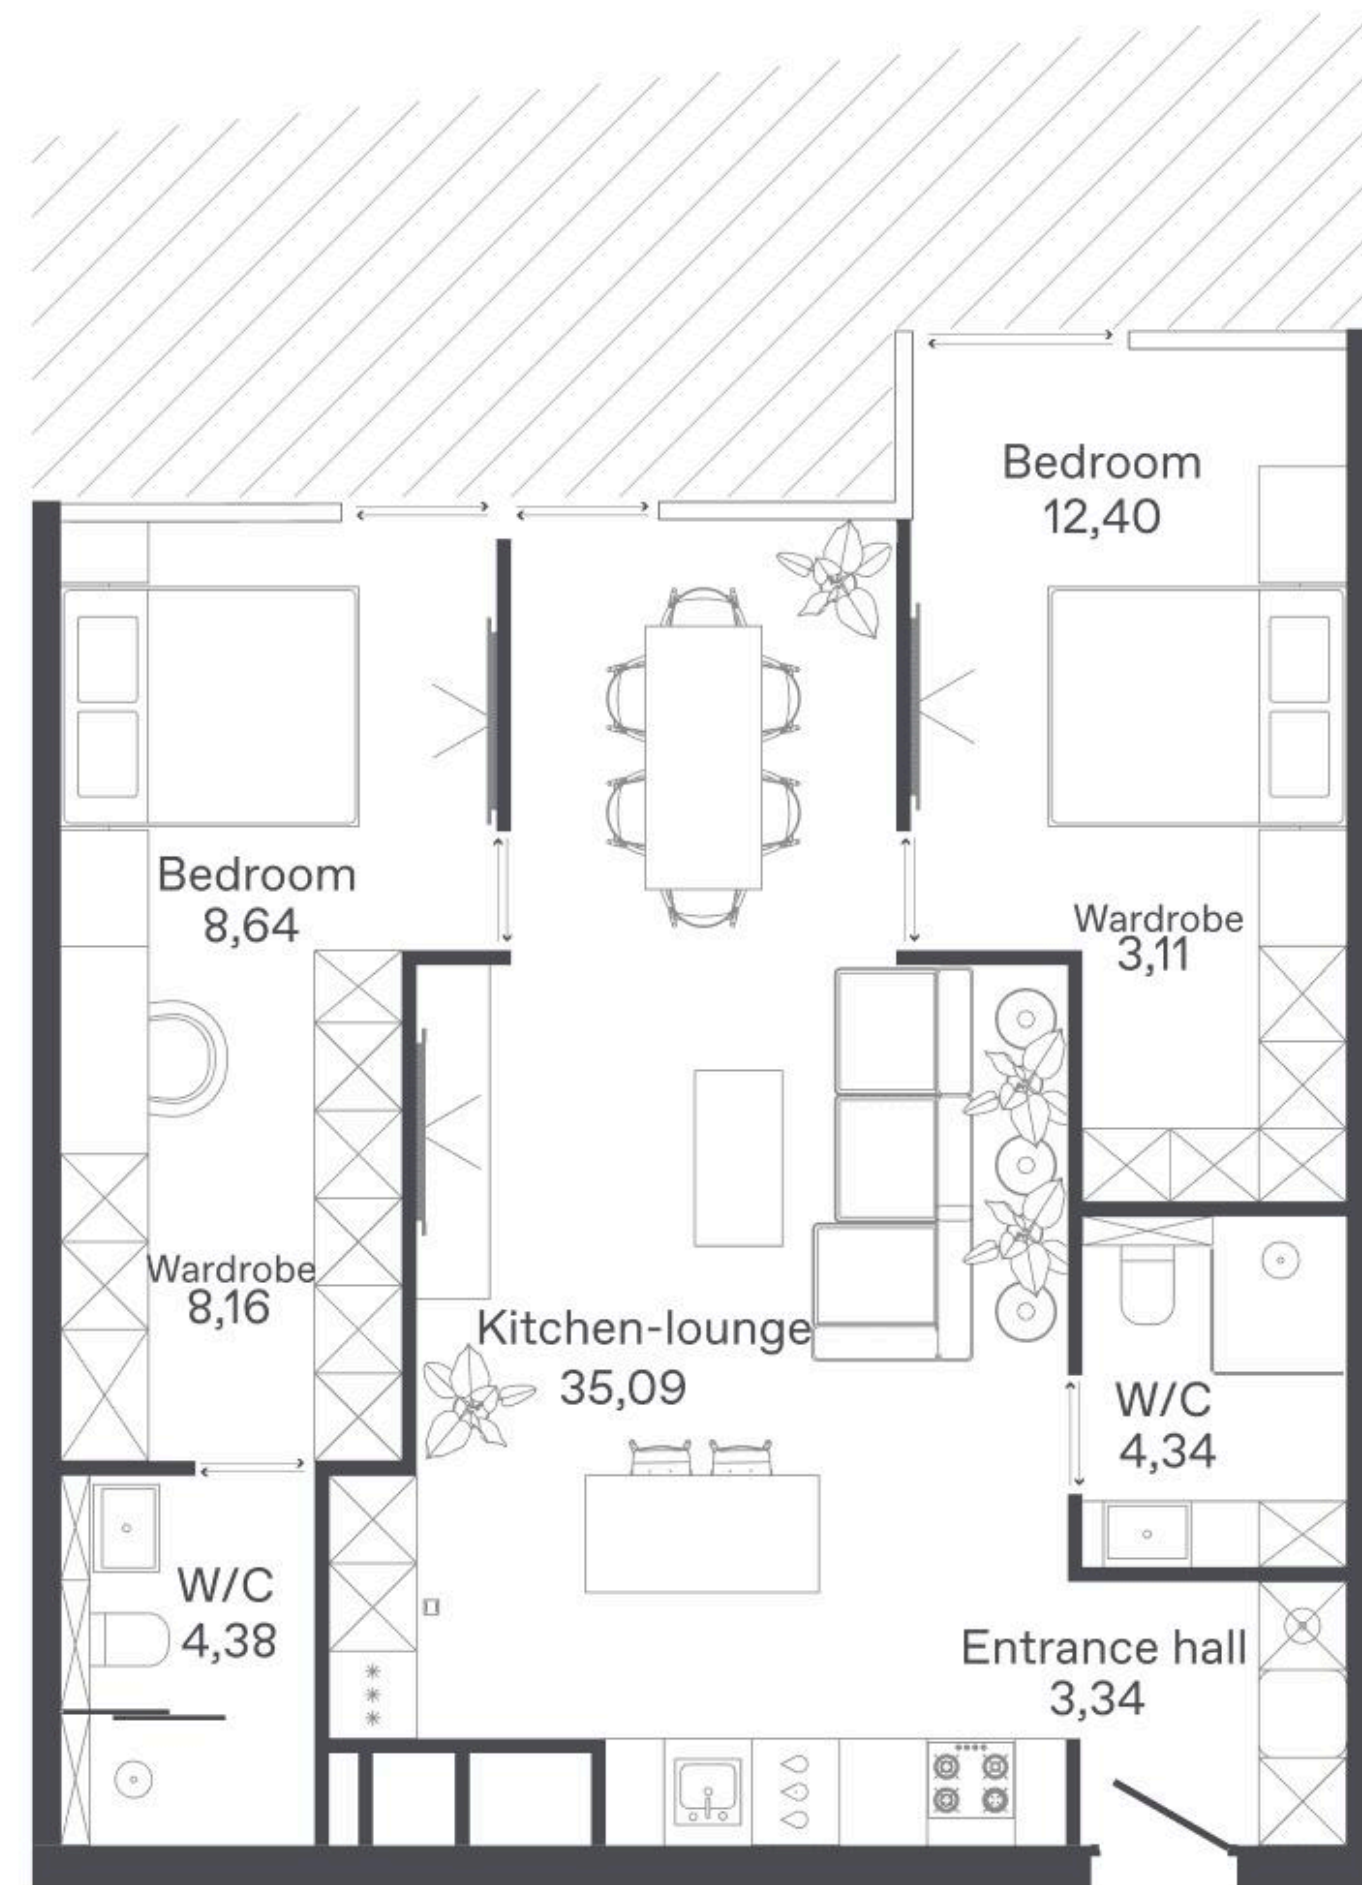 Bedroom
12,40
Bedroom
8,64
Wardrobe
3,11
Wardrobe
8,16
Kitchen-lounge
35,09
W/C
4,34
W/C
4,38
Entrance hall
3,34